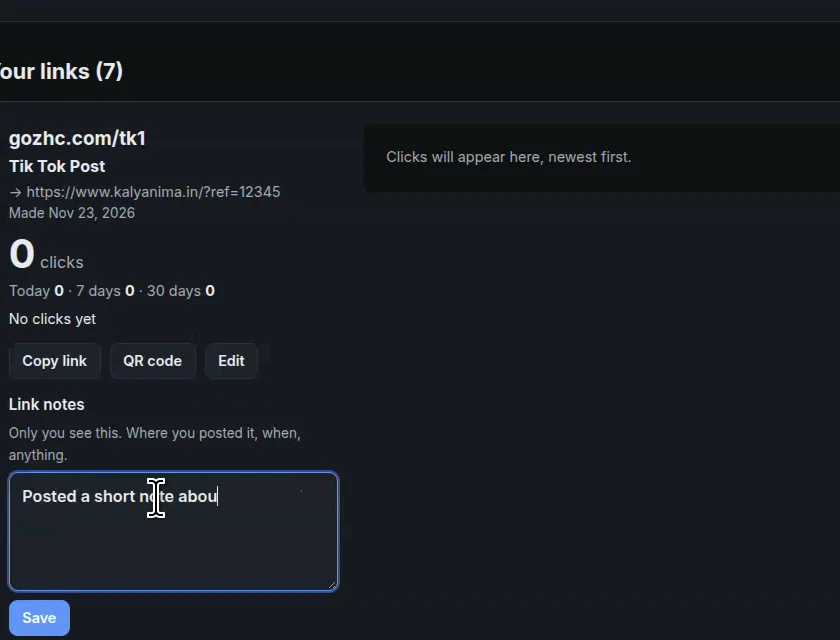 our links (7)
gozhc.com/tk1
Tik Tok Post
→ https://www.kalyanima.in/?ref=12345
Made Nov 23, 2026
0 clicks
Today 0 · 7 days 0 · 30 days 0
No clicks yet
Copy link QR code Edit
Link notes
Only you see this. Where you posted it, when,
anything.
Posted a short note abou
Save
Clicks will appear here, newest first.